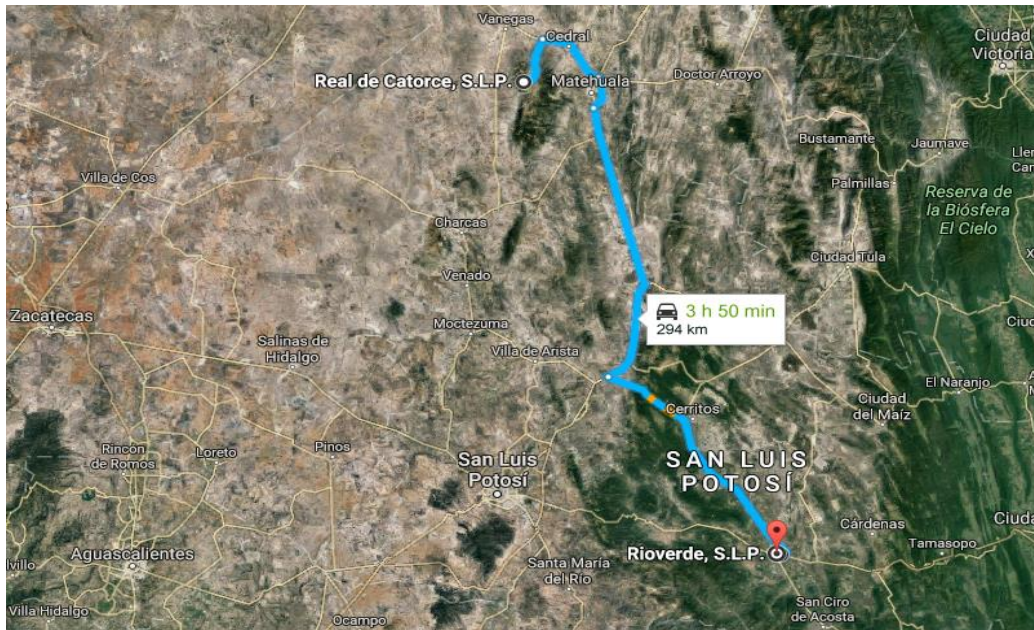 Vanegas
Cedral
Ciudad
Victoria
Real de Catorce, S.L.P.
Matehuala
Doctor Arroyo
Bustamante
Jaumave
Villa de Cos
Palmillas
Reserva de
la Biósfera
El Cielo
Charcas
Ciudad Tula
Venado
3 h 50 min
294 km
Zacatecas
Moctezuma
Salinas de
Hidalgo
Villa de Arista
El Naranjo
Ciudad
del Maíz
Cerritos
Rincón
de Romos
Loreto
Pinos
San Luis
Potosí
SAN LUIS
POTOSÍ
Cárdenas
Tamasopo
Aguascalientes
Rioverde, S.L.P.
Santa María
del Río
Villa Hidalgo
Ocampo
San Ciro
de Acosta